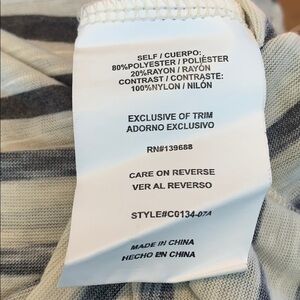 SELF / CUERPO:
80%POLYESTER / POLIÉSTER
20%RAYON / RAYÓN
CONTRAST / CONTRASTE:
100%NYLON / NILÓN
EXCLUSIVE OF TRIM
ADORNO EXCLUSIVO
RN#139688
CARE ON REVERSE
VER AL REVERSO
STYLE#C0134-07A
MADE IN CHINA
HECHO EN CHINA